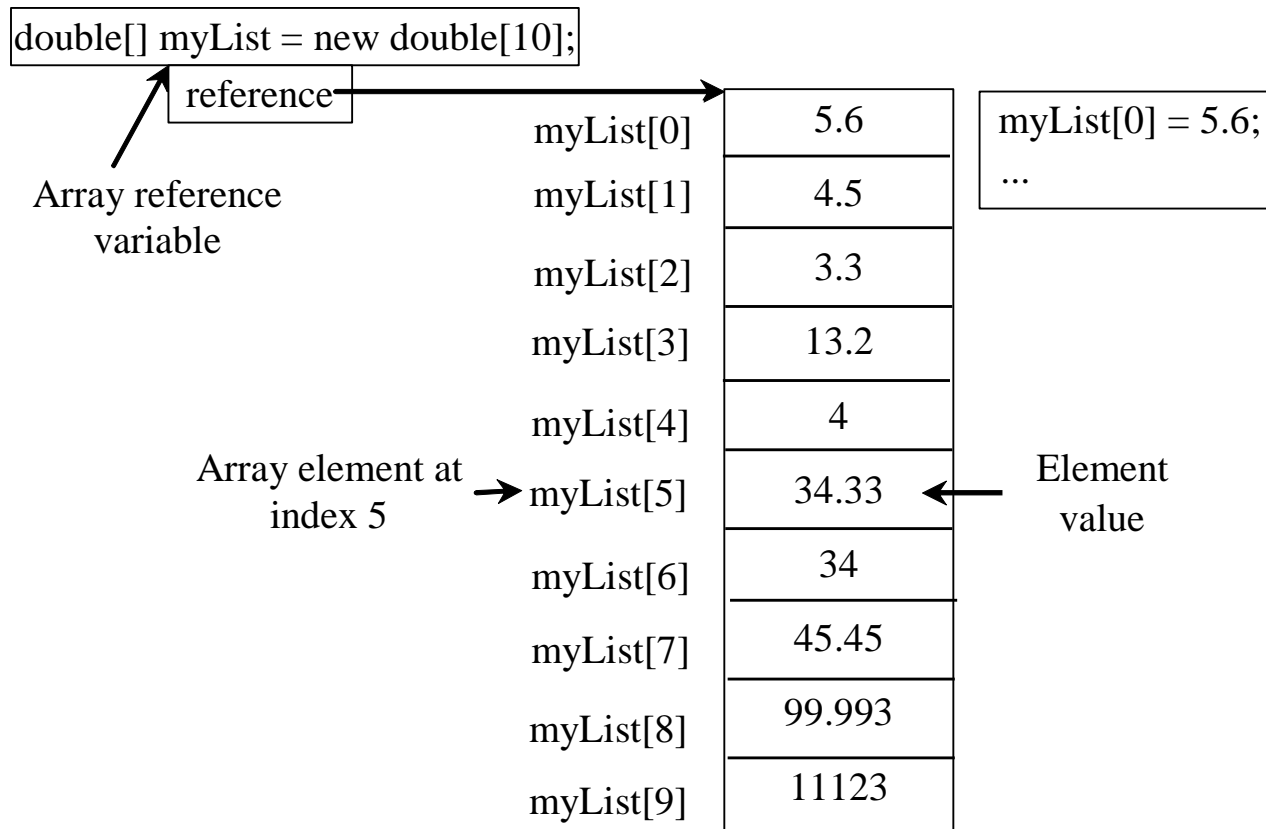 double[] myList = new double[10];
reference
Array reference
variable
myList[0]
5.6
myList[0] = 5.6;
...
myList[1]
4.5
myList[2]
3.3
myList[3]
13.2
myList[4]
4
Array element at
index 5
myList[5]
34.33
Element
value
myList[6]
34
myList[7]
45.45
myList[8]
99.993
myList[9]
11123